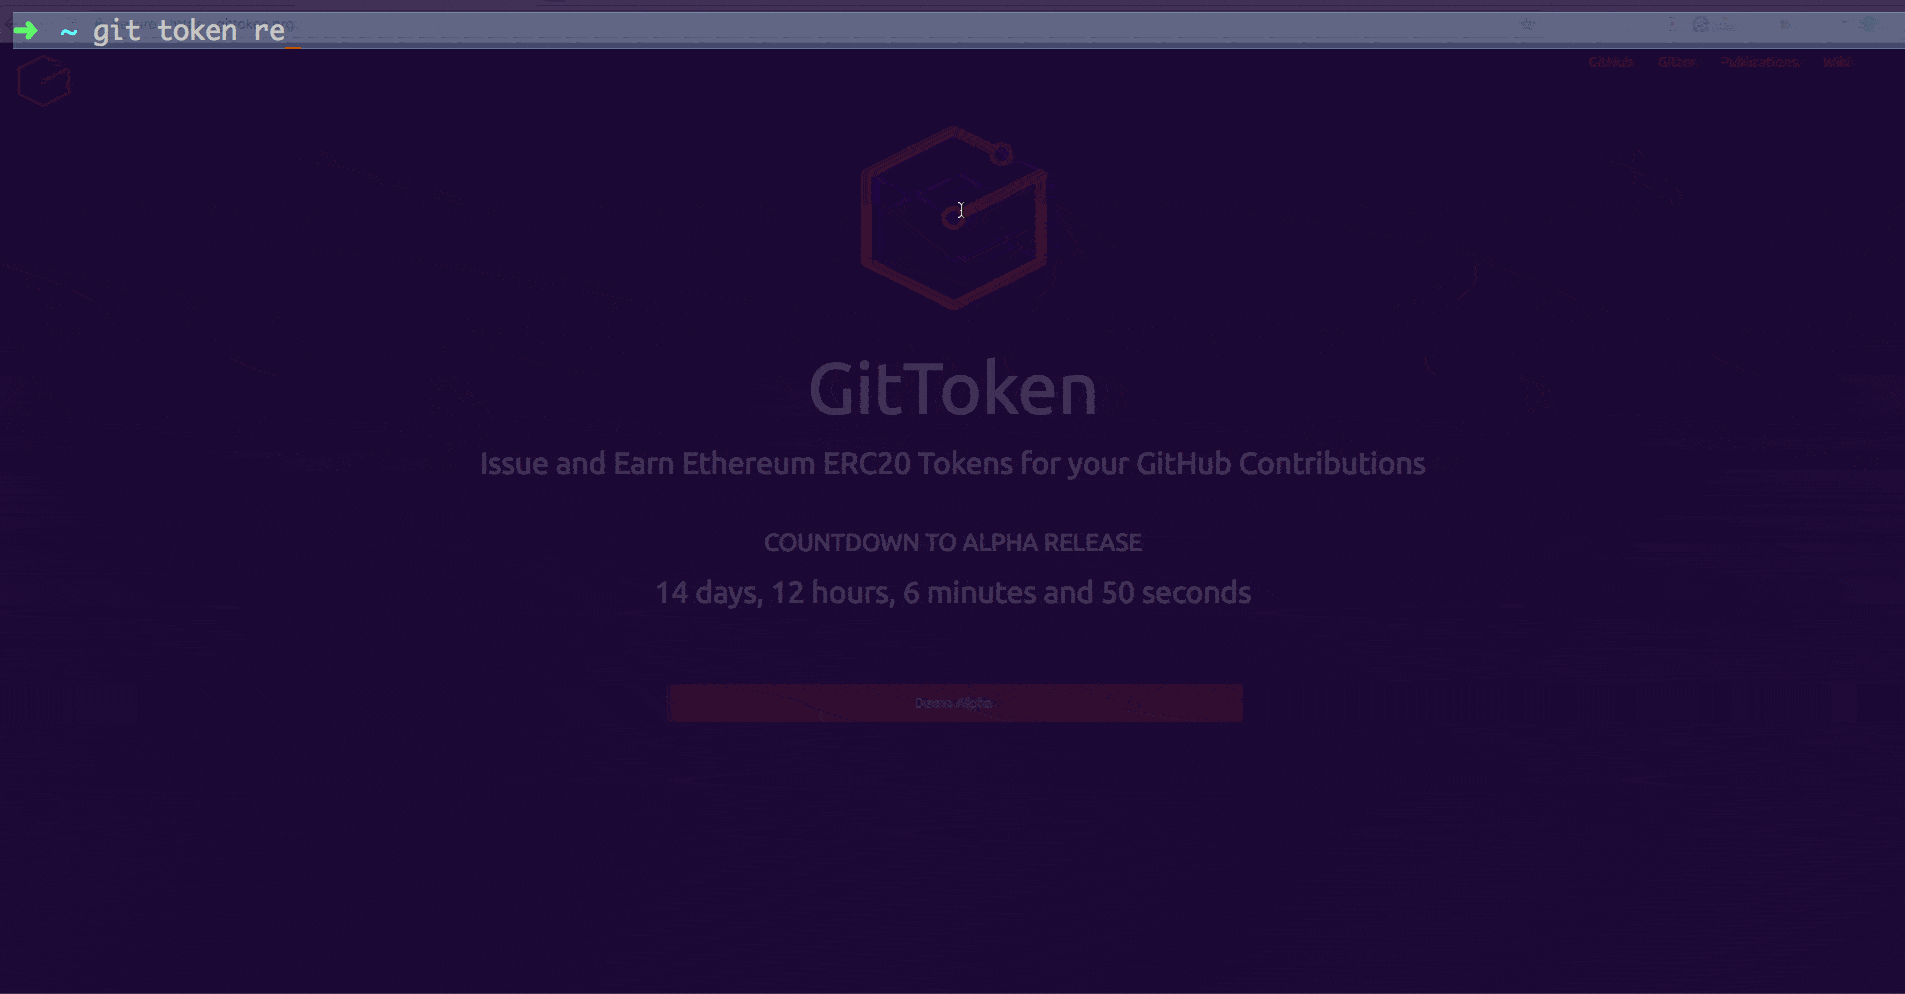 ➜ ~ git token re
GitHub Gitter Publications Wiki
GitToken
Issue and Earn Ethereum ERC20 Tokens for your GitHub Contributions
COUNTDOWN TO ALPHA RELEASE
14 days, 12 hours, 6 minutes and 50 seconds
Demo Alpha